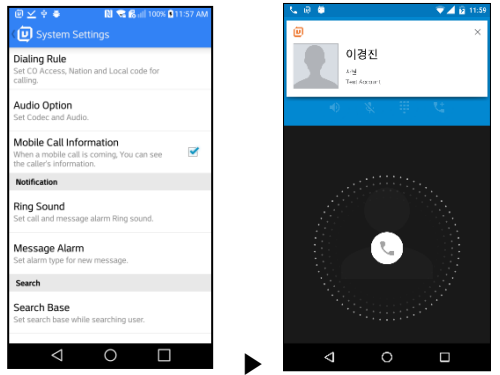 100% 11:57 AM
System Settings
Dialing Rule
Set CO Access, Nation and Local code for
calling.
Audio Option
Set Codec and Audio.
Mobile Call Information
When a mobile call is coming, You can see
the caller's information.
Notification
Ring Sound
Set call and message alarm Ring sound.
Message Alarm
Set alarm type for new message.
Search
Search Base
Set search base while searching user.
11:59
이경진
사원
Test Account